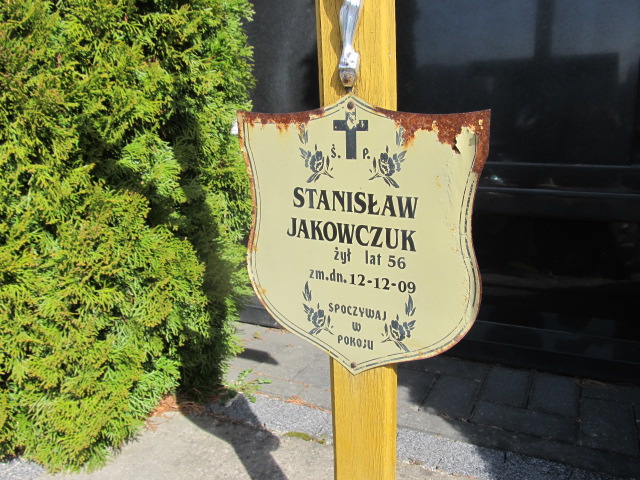 Ś. P.
STANISŁAW
JAKOWCZUK
żył lat 56
zm.dn. 12-12-09
SPOCZYWAJ
W
POKOJU